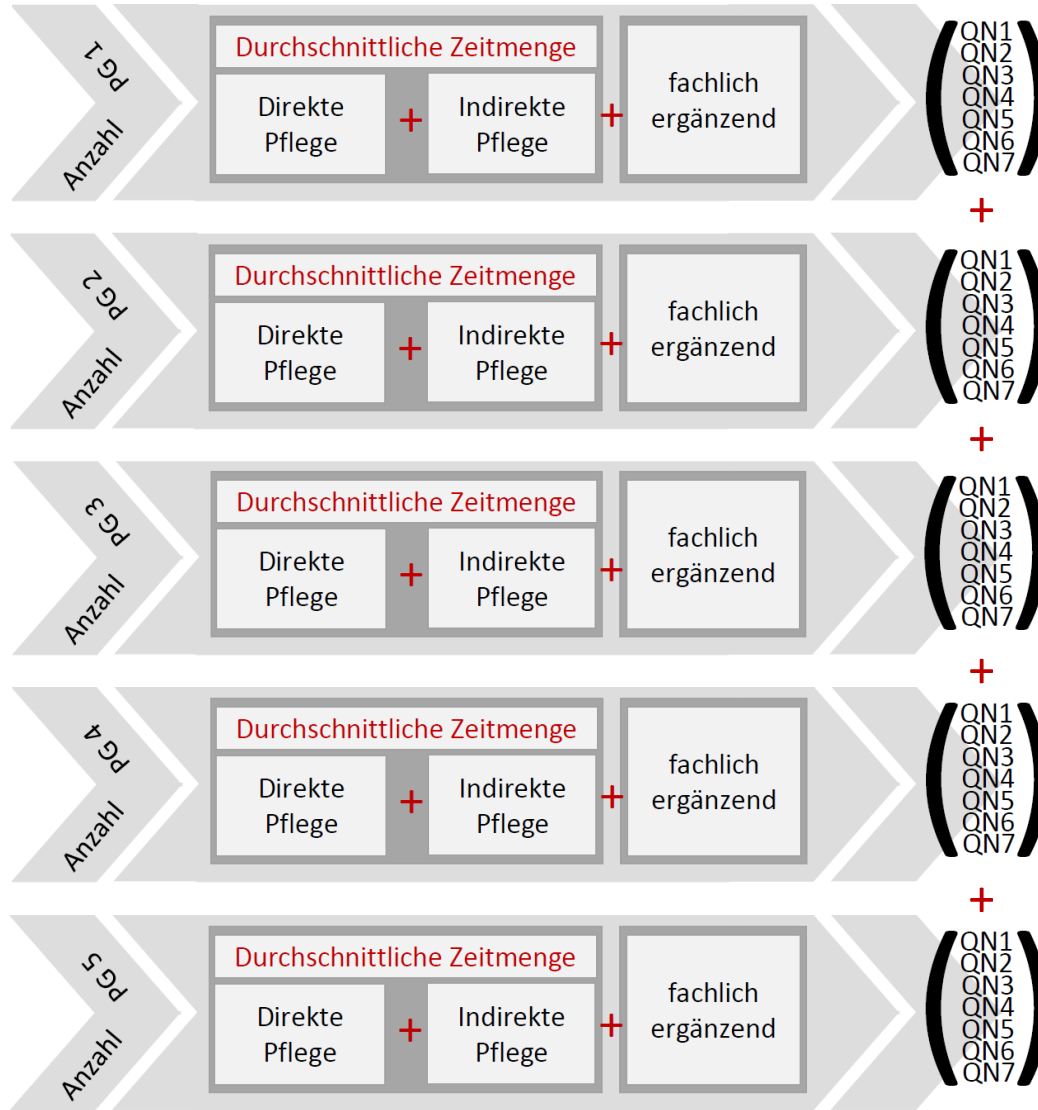 PG 1
Anzahl
Durchschnittliche Zeitmenge
Direkte
Pflege
+
Indirekte
Pflege
+
fachlich
ergänzend
QN1
QN2
QN3
QN4
QN5
QN6
QN7
+
PG 2
Anzahl
Durchschnittliche Zeitmenge
Direkte
Pflege
+
Indirekte
Pflege
+
fachlich
ergänzend
QN1
QN2
QN3
QN4
QN5
QN6
QN7
+
PG 3
Anzahl
Durchschnittliche Zeitmenge
Direkte
Pflege
+
Indirekte
Pflege
+
fachlich
ergänzend
QN1
QN2
QN3
QN4
QN5
QN6
QN7
+
PG 4
Anzahl
Durchschnittliche Zeitmenge
Direkte
Pflege
+
Indirekte
Pflege
+
fachlich
ergänzend
QN1
QN2
QN3
QN4
QN5
QN6
QN7
+
PG 5
Anzahl
Durchschnittliche Zeitmenge
Direkte
Pflege
+
Indirekte
Pflege
+
fachlich
ergänzend
QN1
QN2
QN3
QN4
QN5
QN6
QN7